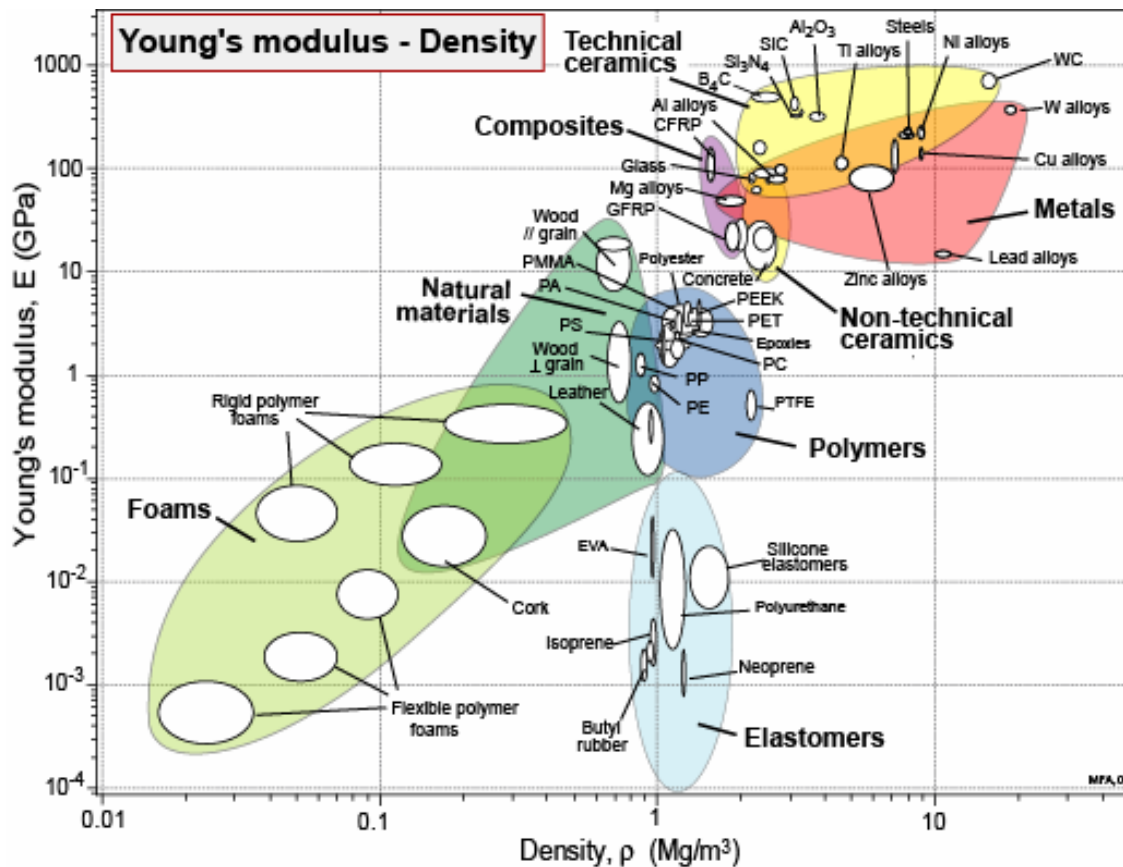 Young's modulus - Density
Technical
ceramics
Al₂O₃
SiC
Si₃N₄
B₄C
Ti alloys
Steels
Ni alloys
WC
W alloys
Cu alloys
Metals
Lead alloys
Zinc alloys
Al alloys
CFRP
Composites
Glass
Mg alloys
GFRP
Wood
// grain
PMMA
Polyester
Concrete
PA
PEEK
Natural
materials
PS
PET
Non-technical
ceramics
Epoxies
Wood
⊥ grain
PC
PP
Leather
PE
PTFE
Rigid polymer
foams
Polymers
Foams
EVA
Silicone
elastomers
Cork
Polyurethane
Isoprene
Neoprene
Flexible polymer
foams
Butyl
rubber
Elastomers
MFA, 0
Young's modulus, E (GPa)
1000
100
10
1
10⁻¹
10⁻²
10⁻³
10⁻⁴
0.01
0.1
1
10
Density, ρ (Mg/m³)